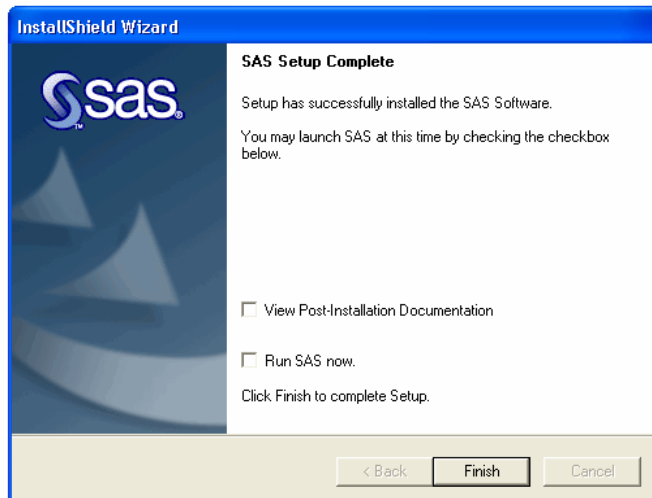 InstallShield Wizard
SAS Setup Complete
sas
TM
Setup has successfully installed the SAS Software.
You may launch SAS at this time by checking the checkbox
below.
View Post-Installation Documentation
Run SAS now.
Click Finish to complete Setup.
< Back
Finish
Cancel